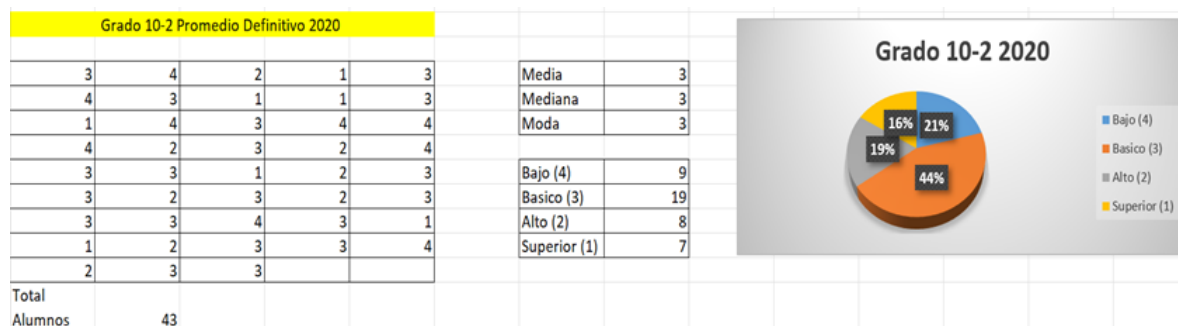 Grado 10-2 Promedio Definitivo 2020
3 4 2 1 3
4 3 1 1 3
1 4 3 4 4
4 2 3 2 4
3 3 1 2 3
3 2 3 2 3
3 3 4 3 1
1 2 3 3 4
2 3 3
Total
Alumnos 43
Media 3
Mediana 3
Moda 3
Bajo (4) 9
Basico (3) 19
Alto (2) 8
Superior (1) 7
Grado 10-2 2020
16% 21%
19%
44%
Bajo (4)
Basico (3)
Alto (2)
Superior (1)